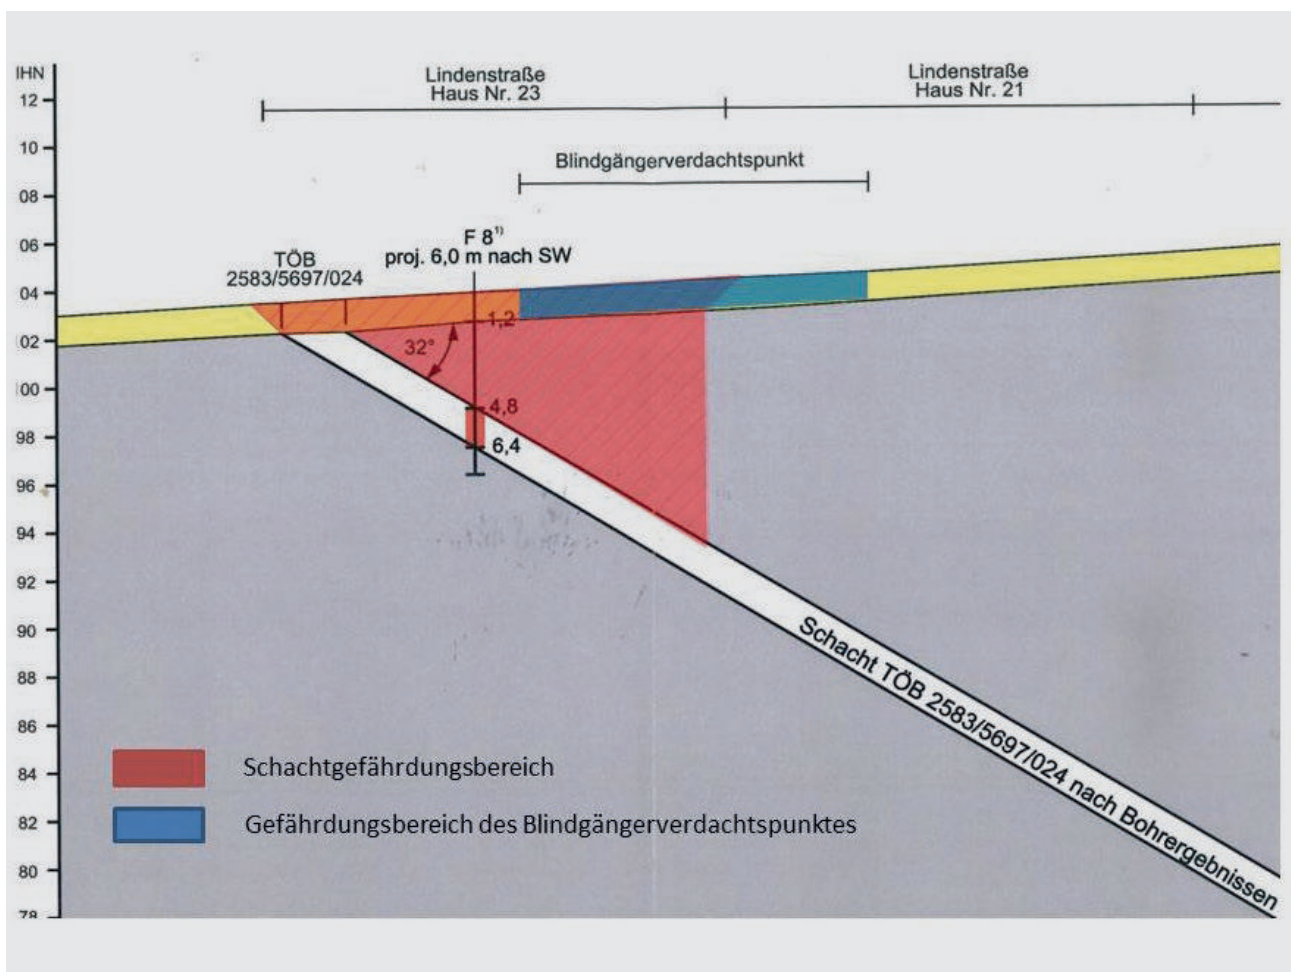 IHN
Lindenstraße
Haus Nr. 23
Lindenstraße
Haus Nr. 21
12
10
08
06
04
02
00
98
96
94
92
90
88
86
84
82
80
78
Blindgängerverdachtspunkt
F 8¹⁾
proj. 6,0 m nach SW
TÖB
2583/5697/024
1,2
32°
4,8
6,4
Schacht TÖB 2583/5697/024 nach Bohrergebnissen
Schachtgefährdungsbereich
Gefährdungsbereich des Blindgängerverdachtspunktes